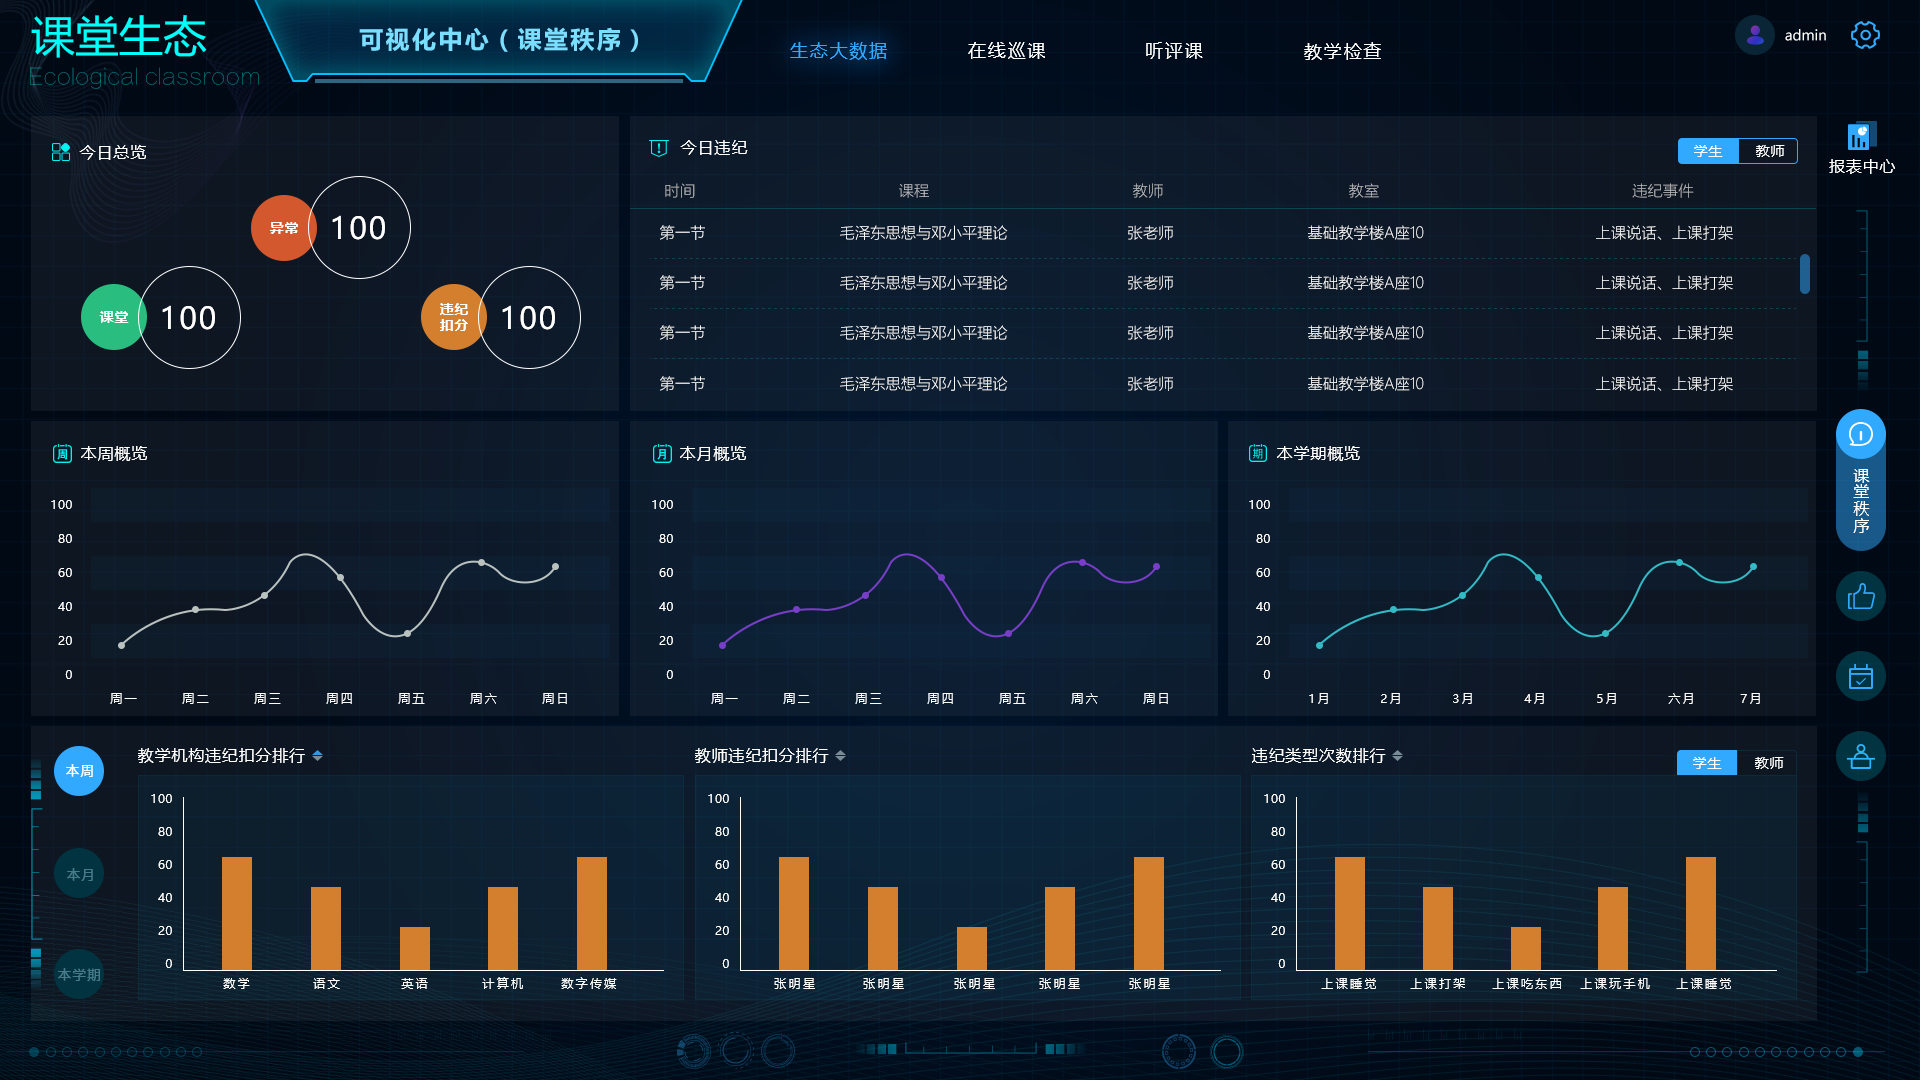 课堂生态
Ecological classroom
可视化中心（课堂秩序）
生态大数据 在线巡课 听评课 教学检查
admin
今日总览
异常 100
课堂 100
违纪扣分 100
今日违纪
学生 教师
时间 课程 教师 教室 违纪事件
第一节 毛泽东思想与邓小平理论 张老师 基础教学楼A座10 上课说话、上课打架
第一节 毛泽东思想与邓小平理论 张老师 基础教学楼A座10 上课说话、上课打架
第一节 毛泽东思想与邓小平理论 张老师 基础教学楼A座10 上课说话、上课打架
第一节 毛泽东思想与邓小平理论 张老师 基础教学楼A座10 上课说话、上课打架
报表中心
课堂秩序
周 本周概览
100
80
60
40
20
0
周一 周二 周三 周四 周五 周六 周日
月 本月概览
100
80
60
40
20
0
周一 周二 周三 周四 周五 周六 周日
期 本学期概览
100
80
60
40
20
0
1月 2月 3月 4月 5月 六月 7月
本周
本月
本学期
教学机构违纪扣分排行
100
80
60
40
20
0
数学 语文 英语 计算机 数字传媒
教师违纪扣分排行
100
80
60
40
20
0
张明星 张明星 张明星 张明星 张明星
违纪类型次数排行
学生 教师
100
80
60
40
20
0
上课睡觉 上课打架 上课吃东西 上课玩手机 上课睡觉